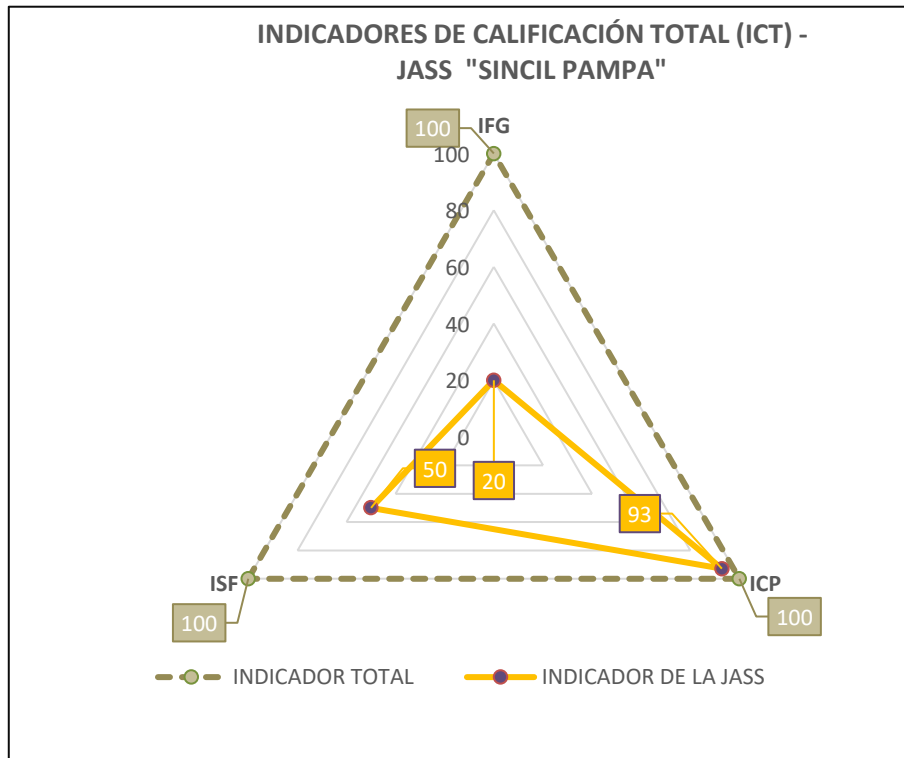 INDICADORES DE CALIFICACIÓN TOTAL (ICT) -
JASS "SINCIL PAMPA"
100
IFG
100
80
60
40
20
0
50
20
93
ISF
ICP
100
100
INDICADOR TOTAL
INDICADOR DE LA JASS